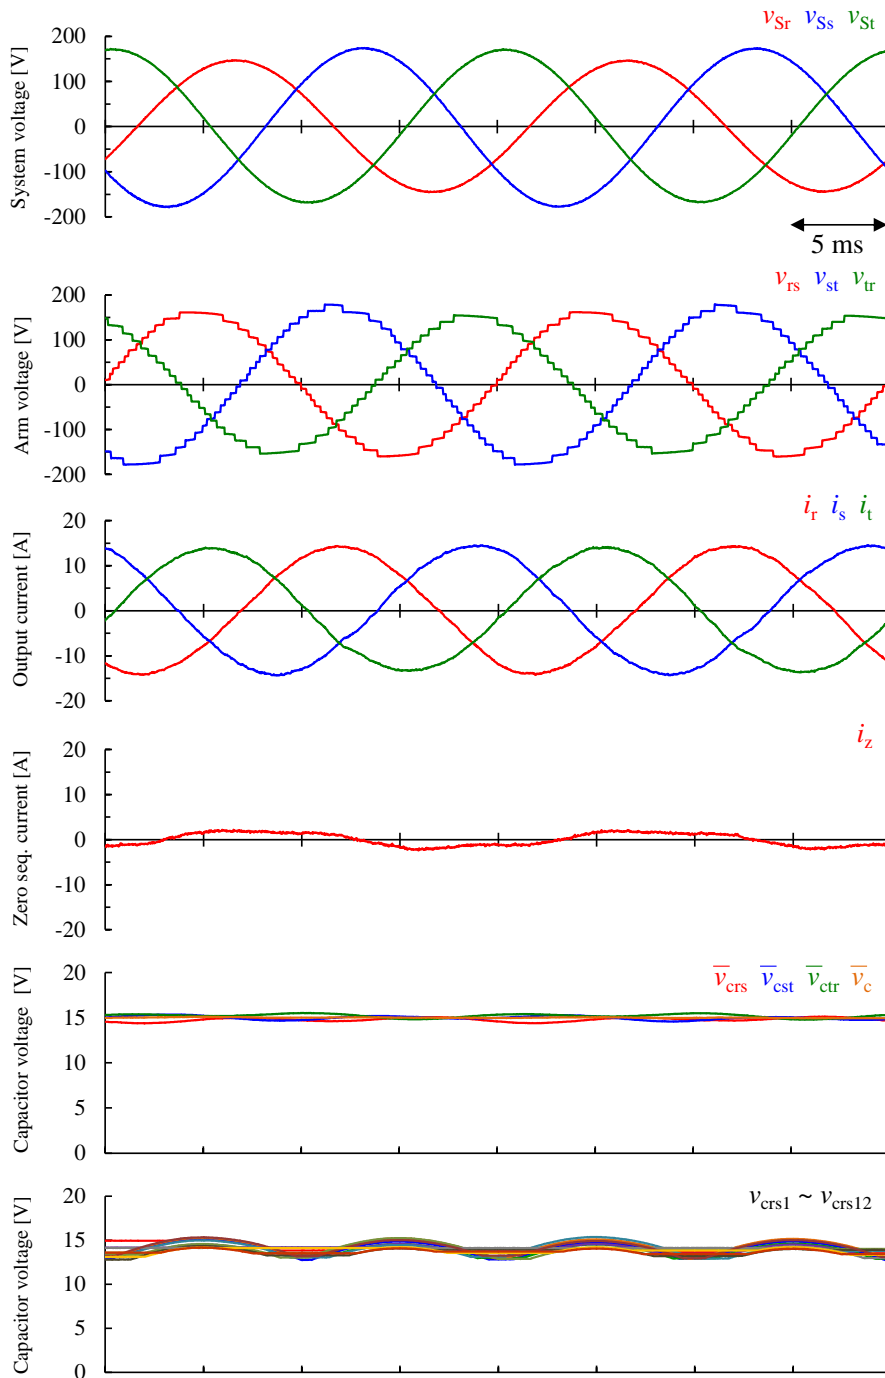 v_Sr v_Ss v_St
System voltage [V]
200
100
0
-100
-200
5 ms
v_rs v_st v_tr
Arm voltage [V]
200
100
0
-100
-200
i_r i_s i_t
Output current [A]
20
10
0
-10
-20
i_z
Zero seq. current [A]
20
10
0
-10
-20
v̅_crs v̅_cst v̅_ctr v̅_c
Capacitor voltage [V]
20
15
10
5
0
v_crs1 ~ v_crs12
Capacitor voltage [V]
20
15
10
5
0